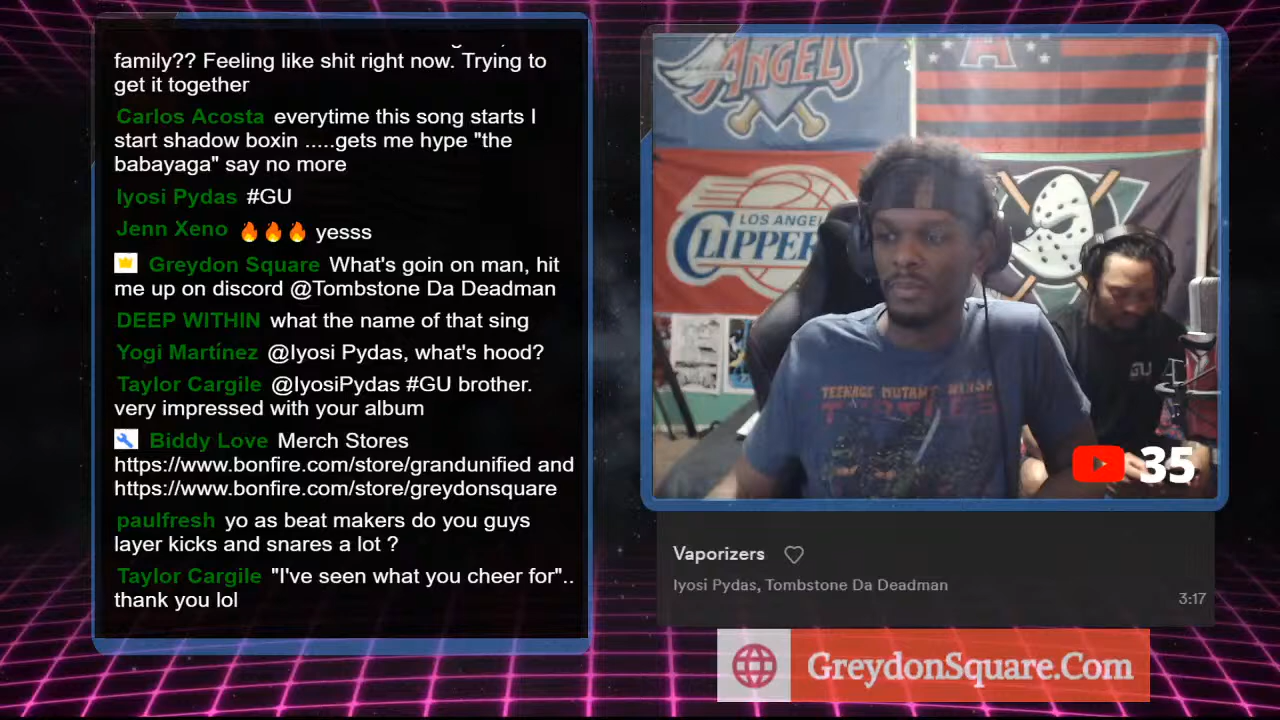 family?? Feeling like shit right now. Trying to
get it together
Carlos Acosta everytime this song starts I
start shadow boxin .....gets me hype "the
babayaga" say no more
Iyosi Pydas #GU
Jenn Xeno 🔥🔥🔥 yesss
Greydon Square What's goin on man, hit
me up on discord @Tombstone Da Deadman
DEEP WITHIN what the name of that sing
Yogi Martínez @Iyosi Pydas, what's hood?
Taylor Cargile @IyosiPydas #GU brother.
very impressed with your album
Biddy Love Merch Stores
https://www.bonfire.com/store/grandunified and
https://www.bonfire.com/store/greydonsquare
paulfresh yo as beat makers do you guys
layer kicks and snares a lot ?
Taylor Cargile "I've seen what you cheer for"..
thank you lol
ANGELS
A
LOS ANGEL
CLIPPER
TEENAGE MUTANT NINJA
TURTLES
GU
35
Vaporizers
Iyosi Pydas, Tombstone Da Deadman
3:17
GreydonSquare.Com